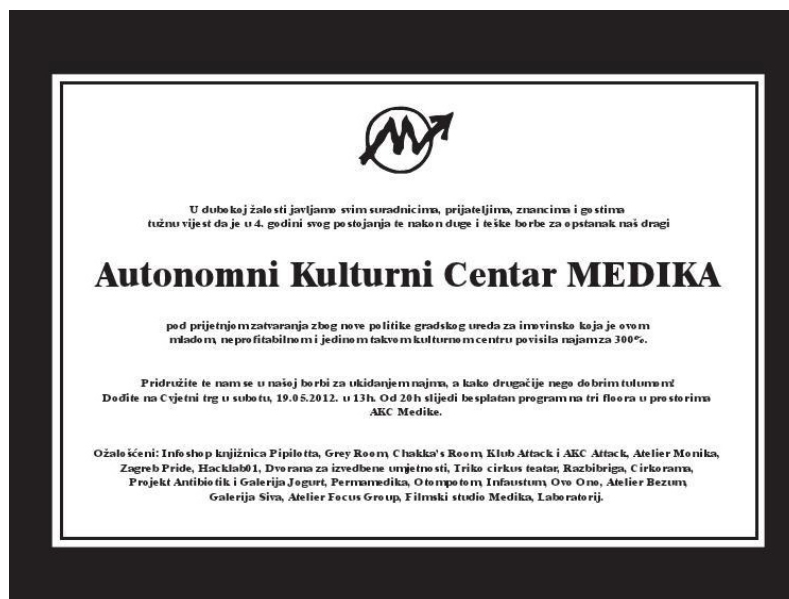 U dubokoj žalosti javljamo svim suradnicima, prijateljima, znancima i gostima
tužnu vijest da je u 4. godini svog postojanja te nakon duge i teške borbe za opstanak naš dragi
Autonomni Kulturni Centar MEDIKA
pod prijetnjom zatvaranja zbog nove politike gradskog ureda za imovinsko koja je ovom
mladom, neprofitabilnom i jedinom takvom kulturnom centru povisila najam za 300%.
Pridružite te nam se u našoj borbi za ukidanjem najma, a kako drugačije nego dobrim tulumom!
Dođite na Cvjetni trg u subotu, 19.05.2012. u 13h. Od 20h slijedi besplatan program na tri floora u prostorima
AKC Medike.
Ožalošćeni: Infoshop knjižnica Pipilotta, Grey Room, Chakka's Room, Klub Attack i AKC Attack, Atelier Monika,
Zagreb Pride, Hacklab01, Dvorana za izvedbene umjetnosti, Triko cirkus teatar, Razbibriga, Cirkorama,
Projekt Antibiotik i Galerija Jogurt, Permamedika, Otompotom, Infaustum, Ovo Ono, Atelier Bezum,
Galerija Siva, Atelier Focus Group, Filmski studio Medika, Laboratorij.